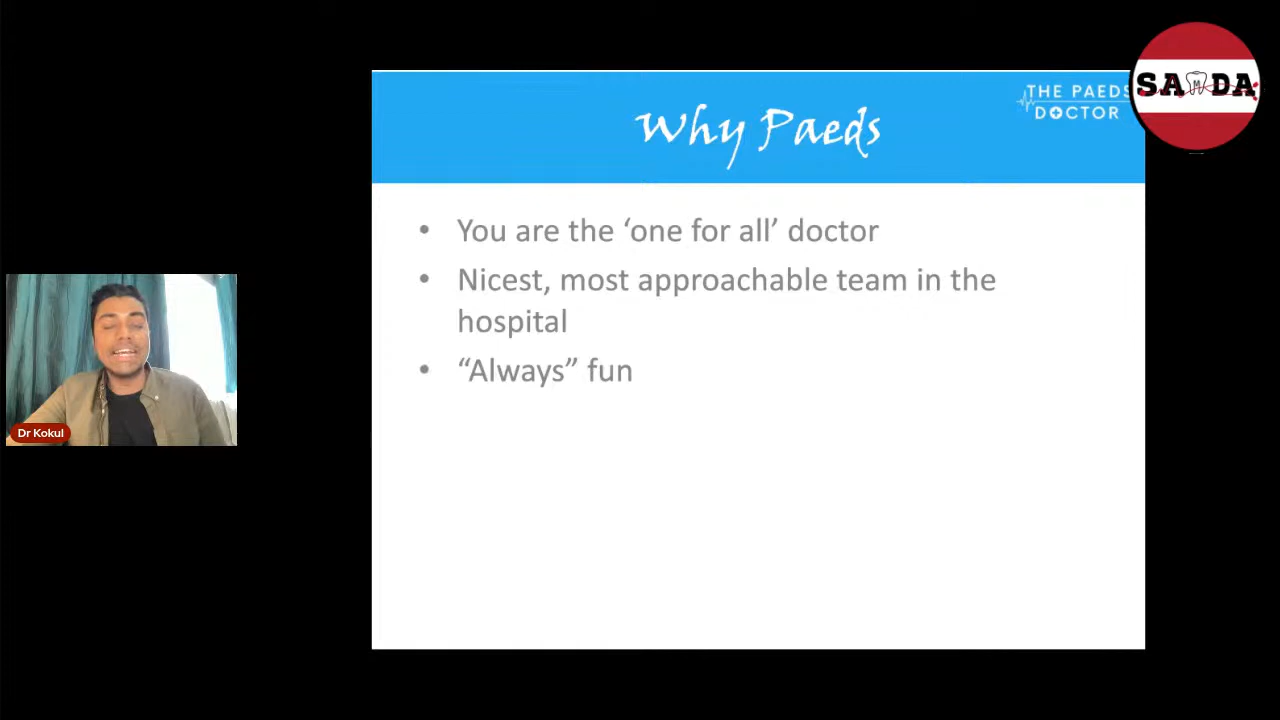 Why Paeds
THE PAEDS
DOCTOR
SAMDA
• You are the ‘one for all’ doctor
• Nicest, most approachable team in the
hospital
• “Always” fun
Dr Kokul